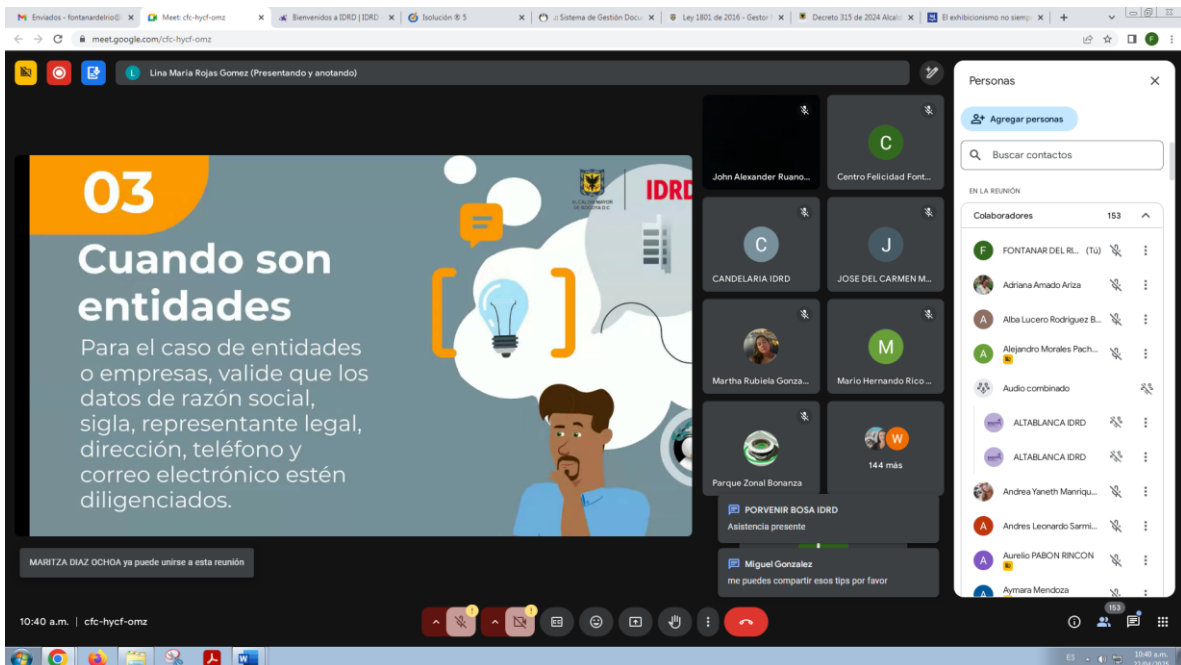 Enviados - fontanardelrio@
Meet: cfc-hycf-omz
Bienvenidos a IDRD | IDRD
Isolución ® 5
.: Sistema de Gestión Docu
Ley 1801 de 2016 - Gestor
Decreto 315 de 2024 Alcal
El exhibicionismo no siemp
meet.google.com/cfc-hycf-omz
F
L
Lina Maria Rojas Gomez (Presentando y anotando)
03
ALCALDÍA MAYOR
DE BOGOTÁ D.C.
IDRD
Cuando son
entidades
Para el caso de entidades
o empresas, valide que los
datos de razón social,
sigla, representante legal,
dirección, teléfono y
correo electrónico estén
diligenciados.
John Alexander Ruano...
C
Centro Felicidad Font...
C
CANDELARIA IDRD
J
JOSE DEL CARMEN M...
Martha Rubiela Gonza...
M
Mario Hernando Rico ...
Parque Zonal Bonanza
W
144 más
PORVENIR BOSA IDRD
Asistencia presente
Miguel Gonzalez
me puedes compartir esos tips por favor
MARITZA DIAZ OCHOA ya puede unirse a esta reunión
Personas
Agregar personas
Buscar contactos
EN LA REUNIÓN
Colaboradores 153
F FONTANAR DEL RI... (Tú)
Adriana Amado Ariza
A Alba Lucero Rodriguez B...
A Alejandro Morales Pach...
Audio combinado
ALTABLANCA IDRD
ALTABLANCA IDRD
Andrea Yaneth Manriqu...
A Andres Leonardo Sarmi...
A Aurelio PABON RINCON
A Aymara Mendoza
10:40 a.m. | cfc-hycf-omz
153
ES
10:40 a.m.
22/04/2025